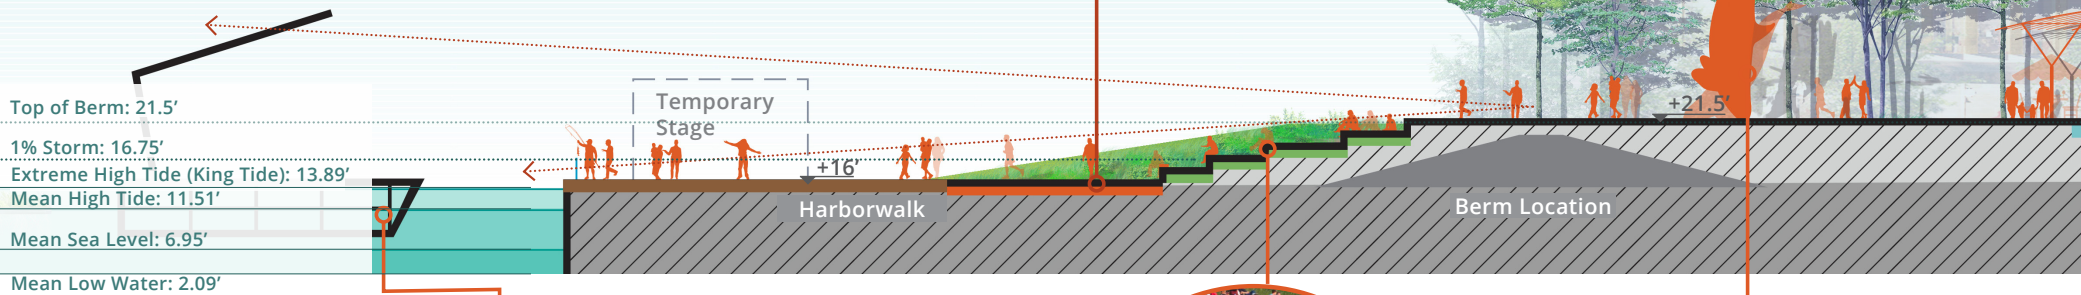 Top of Berm: 21.5’
1% Storm: 16.75’
Extreme High Tide (King Tide): 13.89’
Mean High Tide: 11.51’
Mean Sea Level: 6.95’
Mean Low Water: 2.09’
Temporary
Stage
+16’
Harborwalk
+21.5’
Berm Location